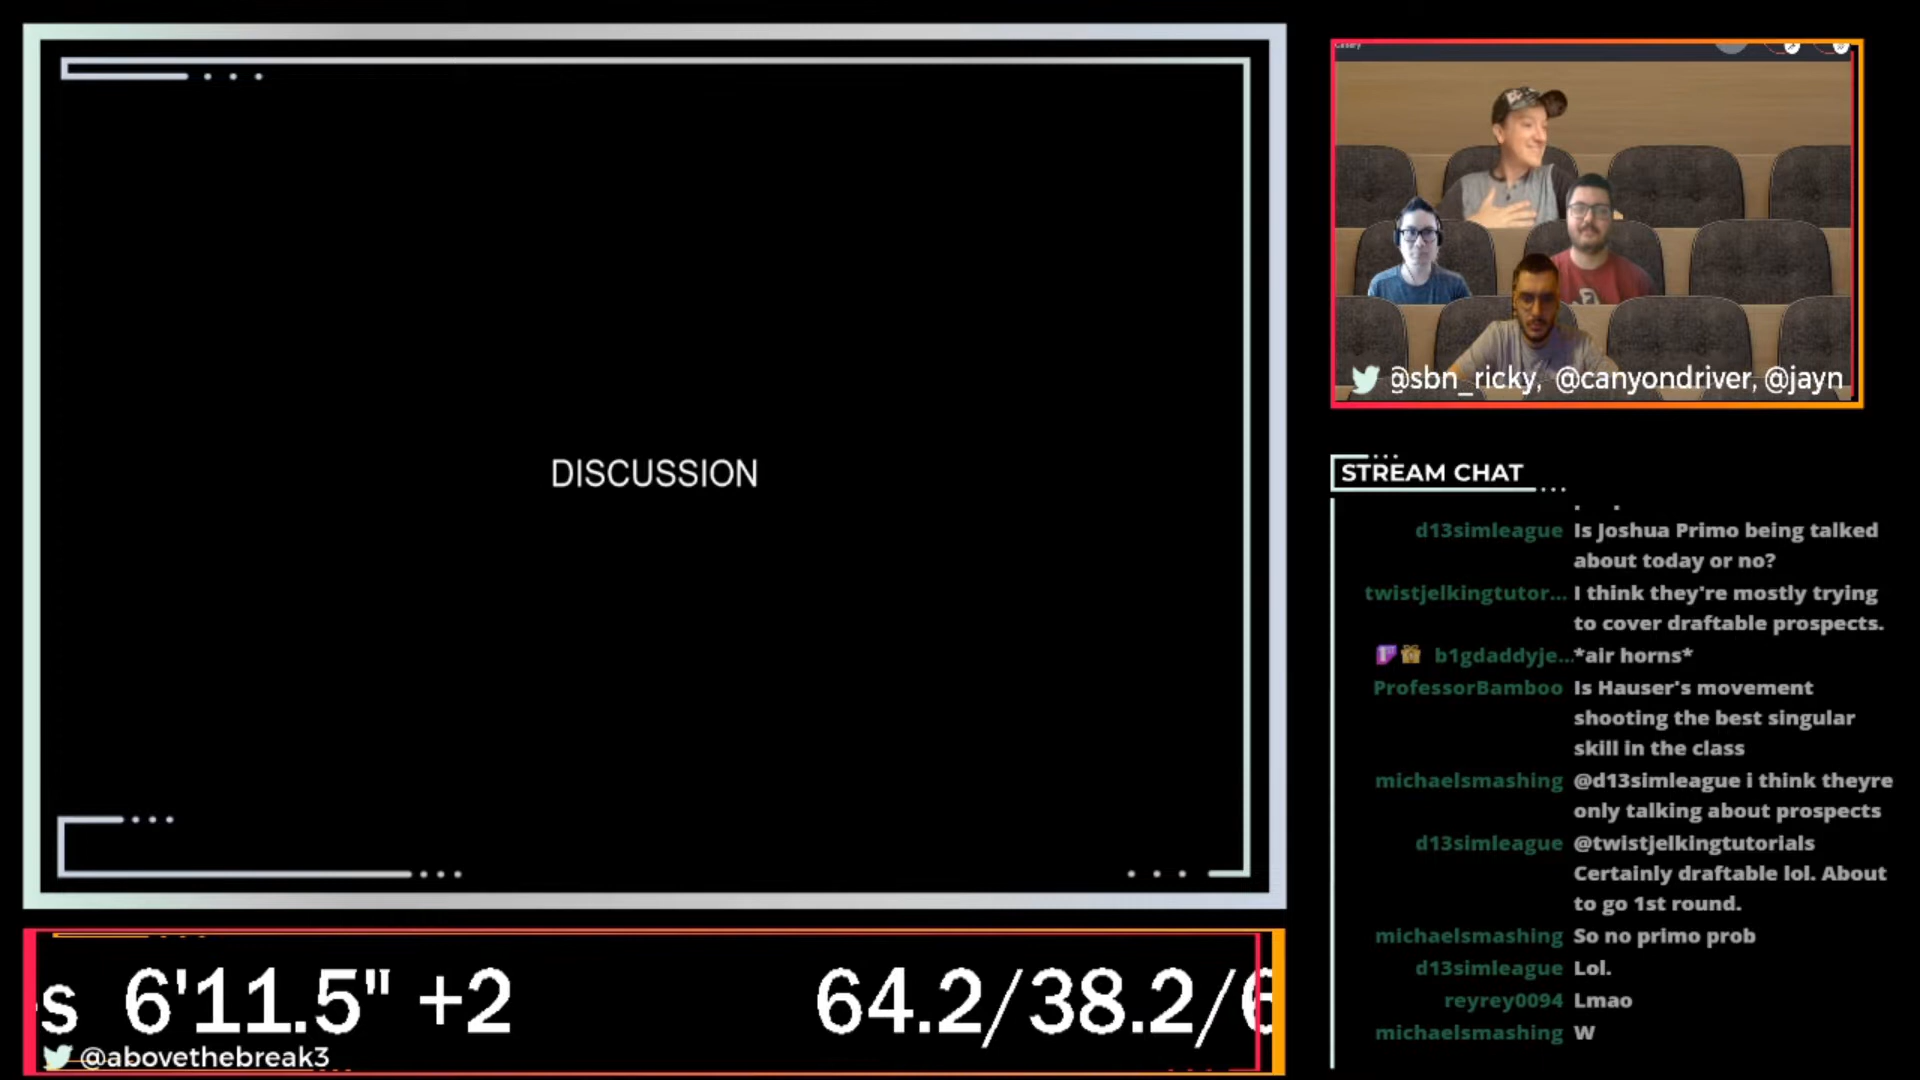 DISCUSSION
s 6'11.5" +2 64.2/38.2/6
@abovethebreak3
@sbn_ricky, @canyondriver, @jayn
STREAM CHAT
d13simleague Is Joshua Primo being talked
about today or no?
twistjelkingtutor... I think they're mostly trying
to cover draftable prospects.
b1gdaddyje... *air horns*
ProfessorBamboo Is Hauser's movement
shooting the best singular
skill in the class
michaelsmashing @d13simleague i think theyre
only talking about prospects
d13simleague @twistjelkingtutorials
Certainly draftable lol. About
to go 1st round.
michaelsmashing So no primo prob
d13simleague Lol.
reyrey0094 Lmao
michaelsmashing W